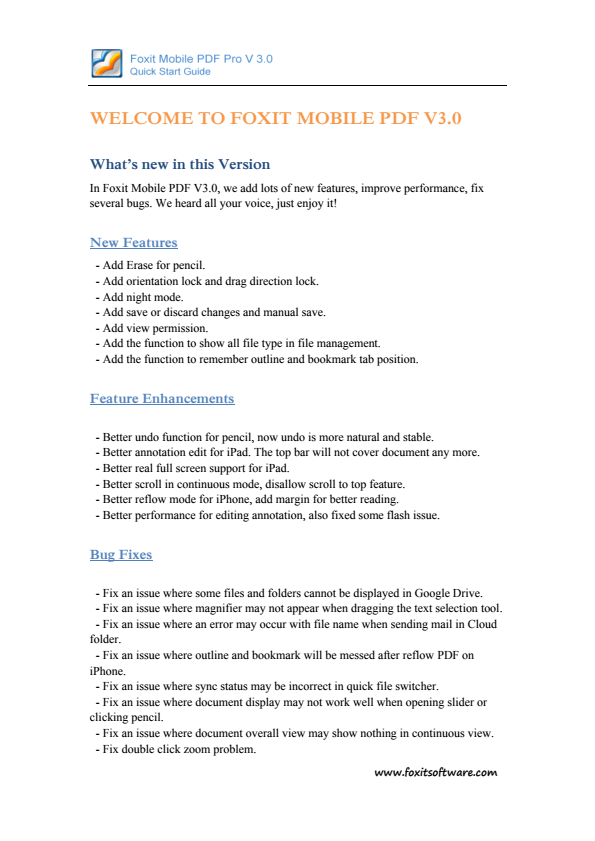 Foxit Mobile PDF Pro V 3.0
Quick Start Guide
WELCOME TO FOXIT MOBILE PDF V3.0
What's new in this Version
In Foxit Mobile PDF V3.0, we add lots of new features, improve performance, fix
several bugs. We heard all your voice, just enjoy it!
New Features
- Add Erase for pencil.
- Add orientation lock and drag direction lock.
- Add night mode.
- Add save or discard changes and manual save.
- Add view permission.
- Add the function to show all file type in file management.
- Add the function to remember outline and bookmark tab position.
Feature Enhancements
- Better undo function for pencil, now undo is more natural and stable.
- Better annotation edit for iPad. The top bar will not cover document any more.
- Better real full screen support for iPad.
- Better scroll in continuous mode, disallow scroll to top feature.
- Better reflow mode for iPhone, add margin for better reading.
- Better performance for editing annotation, also fixed some flash issue.
Bug Fixes
- Fix an issue where some files and folders cannot be displayed in Google Drive.
- Fix an issue where magnifier may not appear when dragging the text selection tool.
- Fix an issue where an error may occur with file name when sending mail in Cloud
folder.
- Fix an issue where outline and bookmark will be messed after reflow PDF on
iPhone.
- Fix an issue where sync status may be incorrect in quick file switcher.
- Fix an issue where document display may not work well when opening slider or
clicking pencil.
- Fix an issue where document overall view may show nothing in continuous view.
- Fix double click zoom problem.
www.foxitsoftware.com